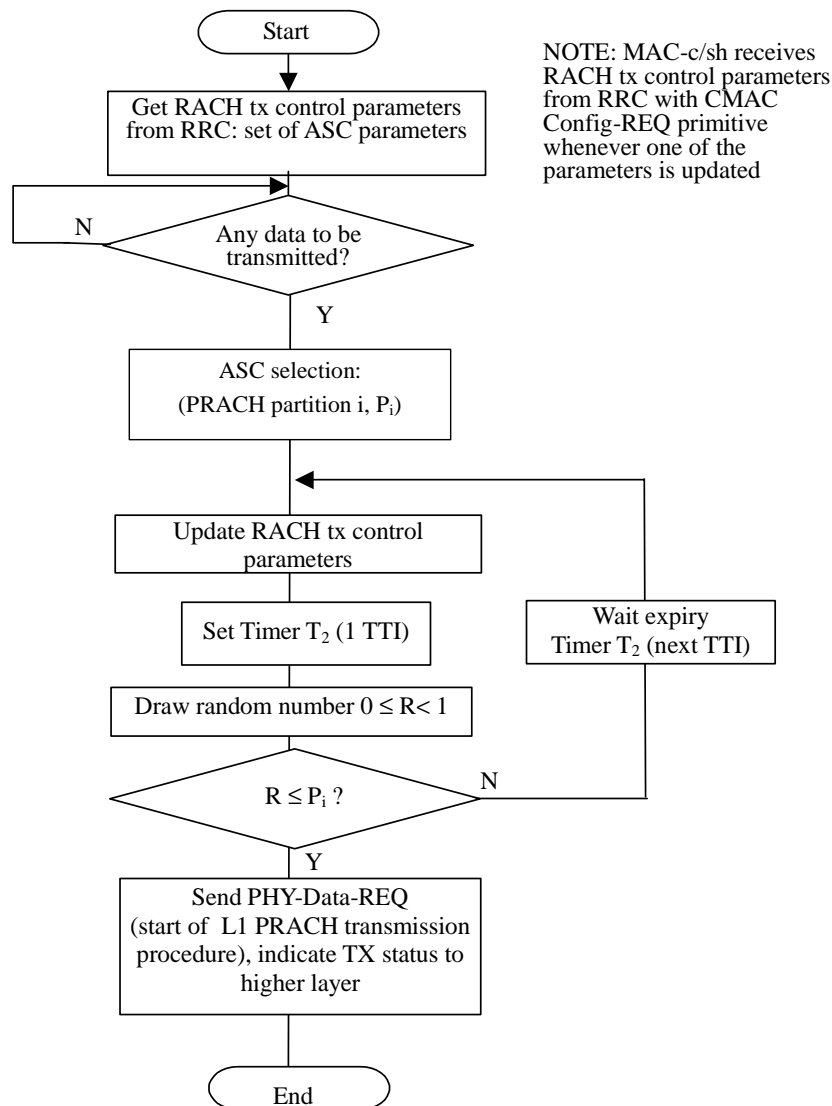 Start
NOTE: MAC-c/sh receives
RACH tx control parameters
from RRC with CMAC
Config-REQ primitive
whenever one of the
parameters is updated
Get RACH tx control parameters
from RRC: set of ASC parameters
N
Any data to be
transmitted?
Y
ASC selection:
(PRACH partition i, Pᵢ)
Update RACH tx control
parameters
Set Timer T₂ (1 TTI)
Wait expiry
Timer T₂ (next TTI)
Draw random number 0 ≤ R< 1
R ≤ Pᵢ ?
N
Y
Send PHY-Data-REQ
(start of L1 PRACH transmission
procedure), indicate TX status to
higher layer
End